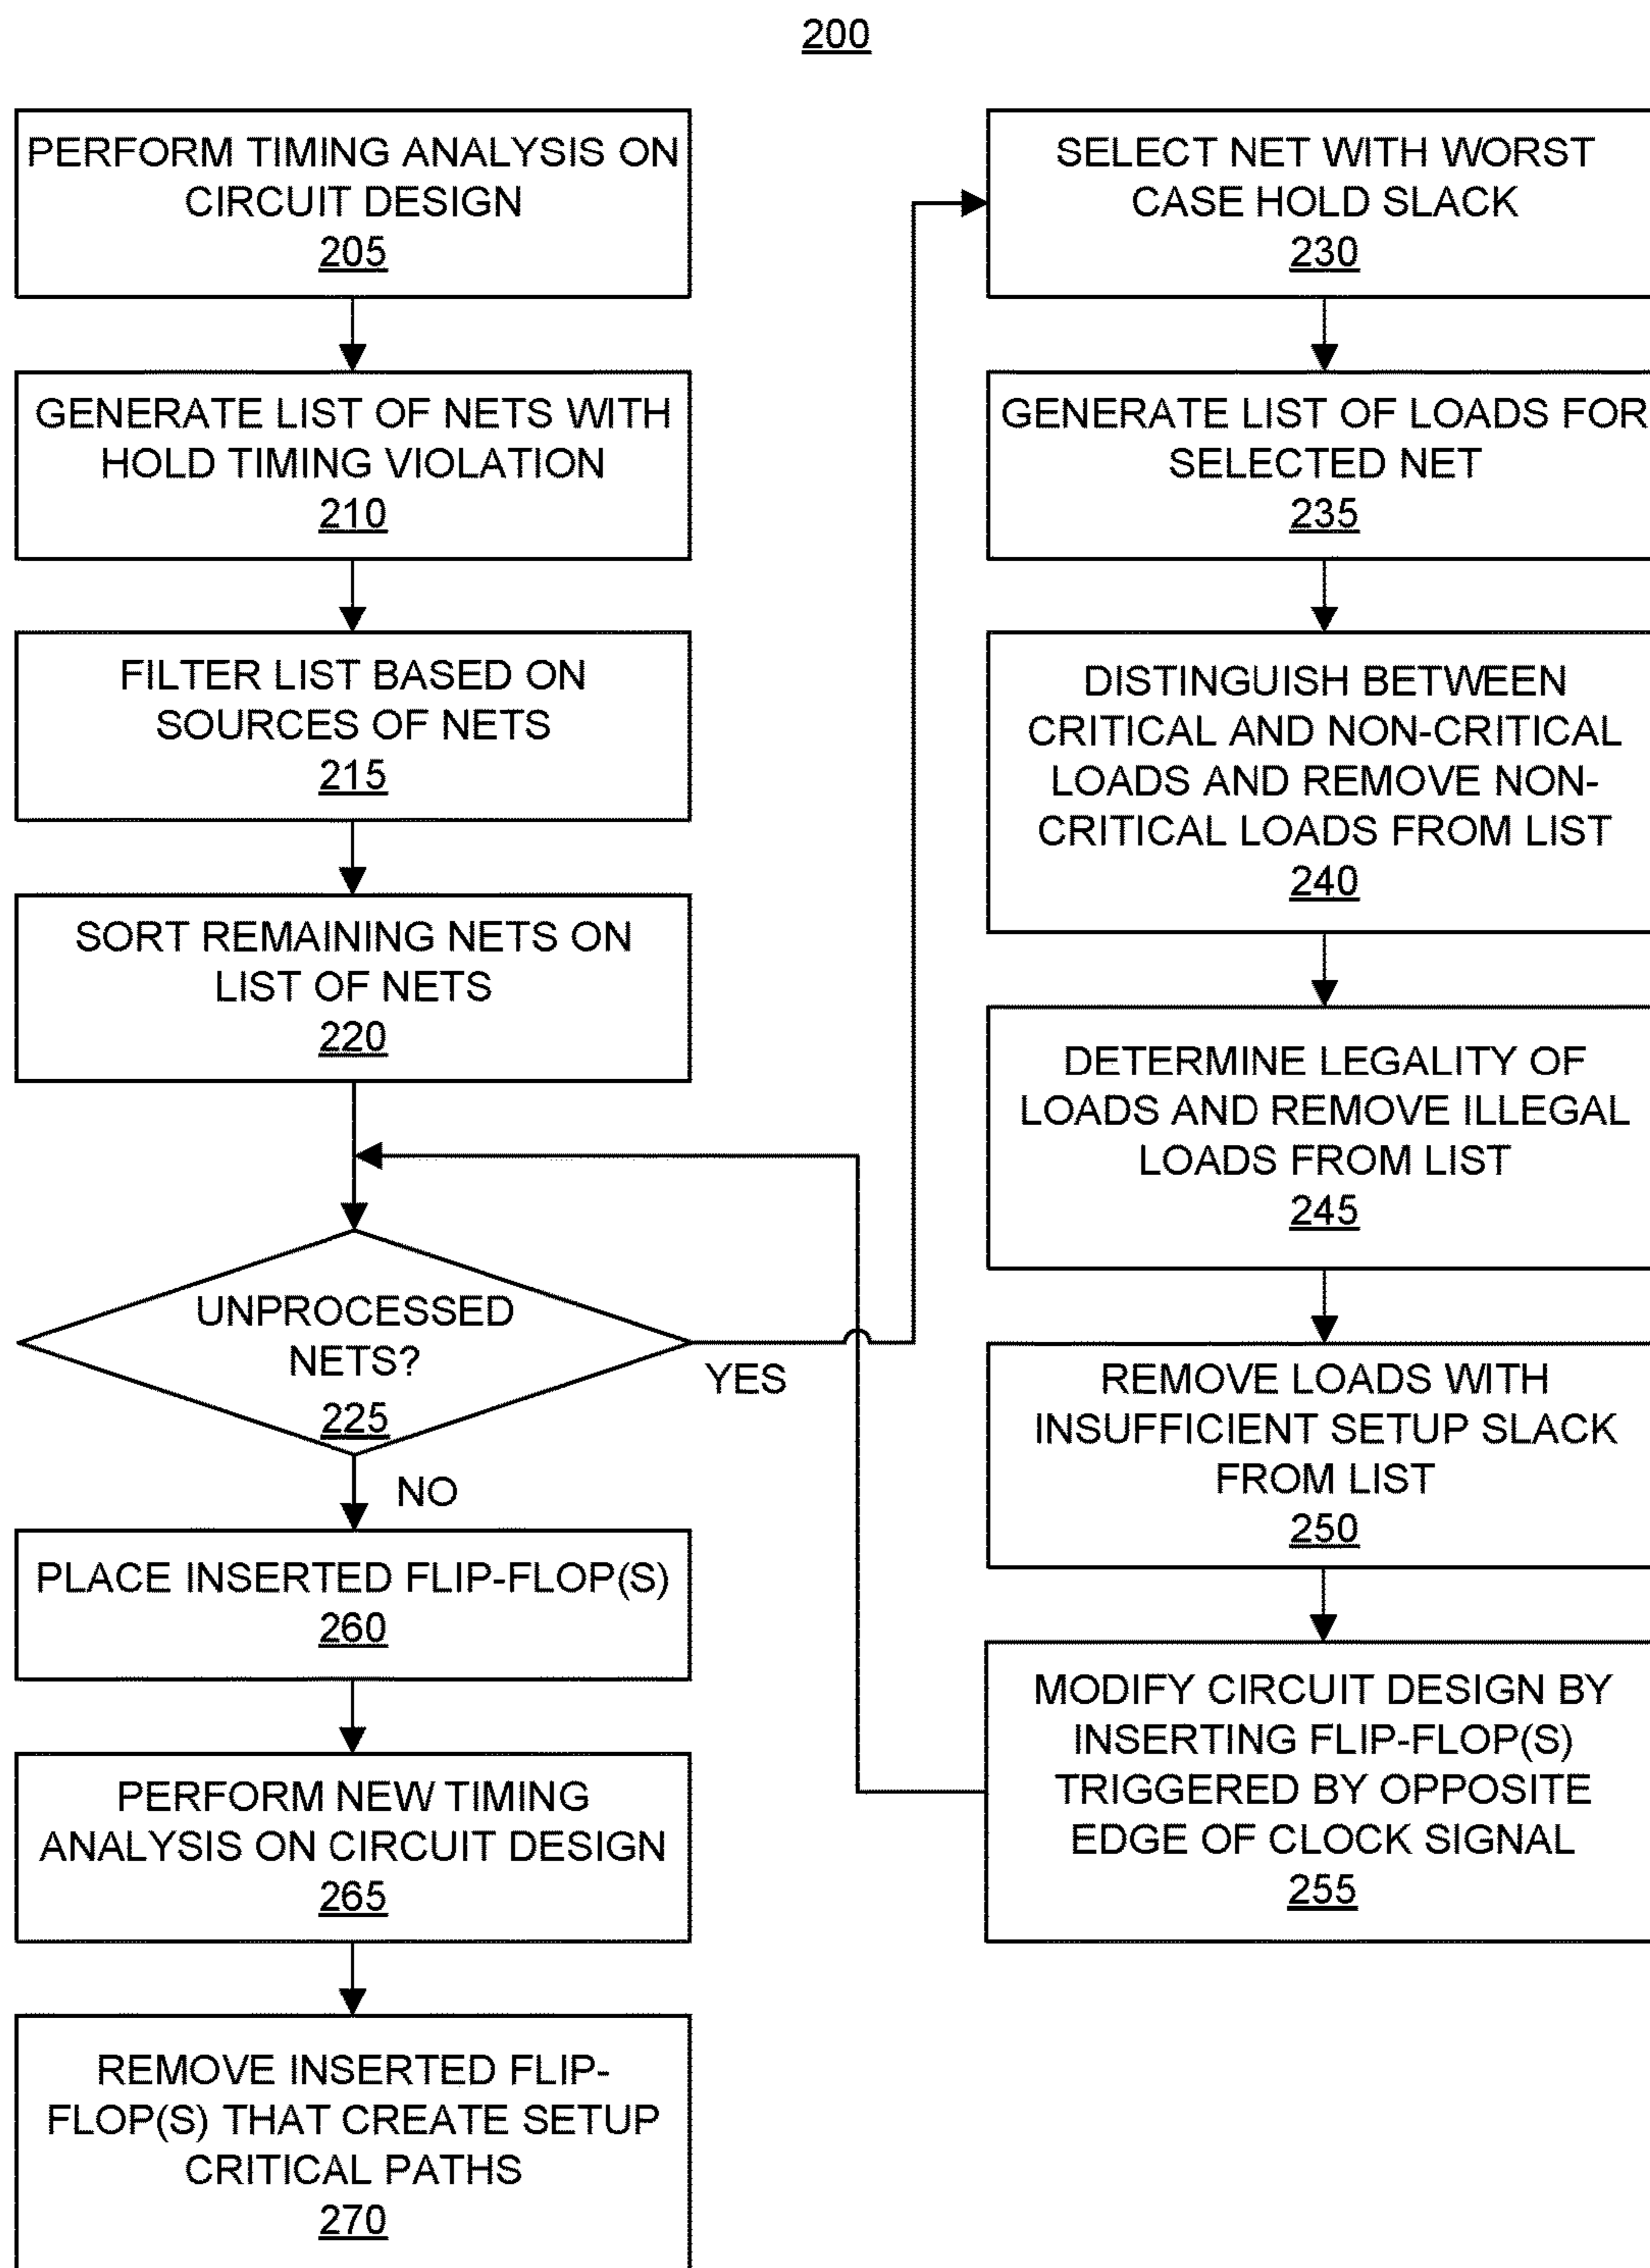 200
PERFORM TIMING ANALYSIS ON
CIRCUIT DESIGN
205
GENERATE LIST OF NETS WITH
HOLD TIMING VIOLATION
210
FILTER LIST BASED ON
SOURCES OF NETS
215
SORT REMAINING NETS ON
LIST OF NETS
220
UNPROCESSED
NETS?
225
YES
NO
PLACE INSERTED FLIP-FLOP(S)
260
PERFORM NEW TIMING
ANALYSIS ON CIRCUIT DESIGN
265
REMOVE INSERTED FLIP-
FLOP(S) THAT CREATE SETUP
CRITICAL PATHS
270
SELECT NET WITH WORST
CASE HOLD SLACK
230
GENERATE LIST OF LOADS FOR
SELECTED NET
235
DISTINGUISH BETWEEN
CRITICAL AND NON-CRITICAL
LOADS AND REMOVE NON-
CRITICAL LOADS FROM LIST
240
DETERMINE LEGALITY OF
LOADS AND REMOVE ILLEGAL
LOADS FROM LIST
245
REMOVE LOADS WITH
INSUFFICIENT SETUP SLACK
FROM LIST
250
MODIFY CIRCUIT DESIGN BY
INSERTING FLIP-FLOP(S)
TRIGGERED BY OPPOSITE
EDGE OF CLOCK SIGNAL
255